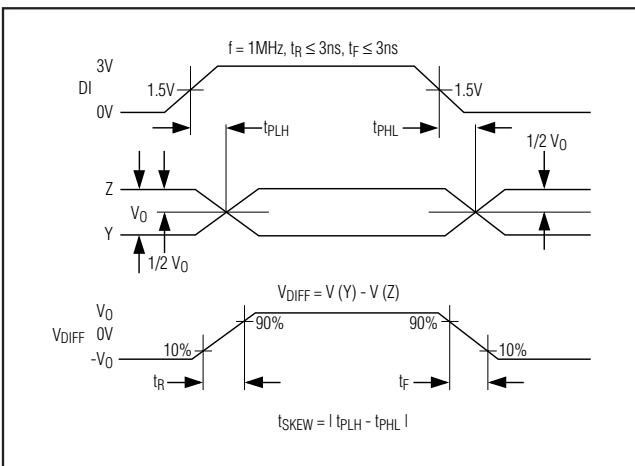 f = 1MHz, tR ≤ 3ns, tF ≤ 3ns
3V
DI
1.5V
1.5V
0V
tPLH
tPHL
1/2 VO
Z
VO
Y
1/2 VO
VDIFF = V (Y) - V (Z)
VO
VDIFF 0V
-VO
90%
90%
10%
10%
tR
tF
tSKEW = | tPLH - tPHL |